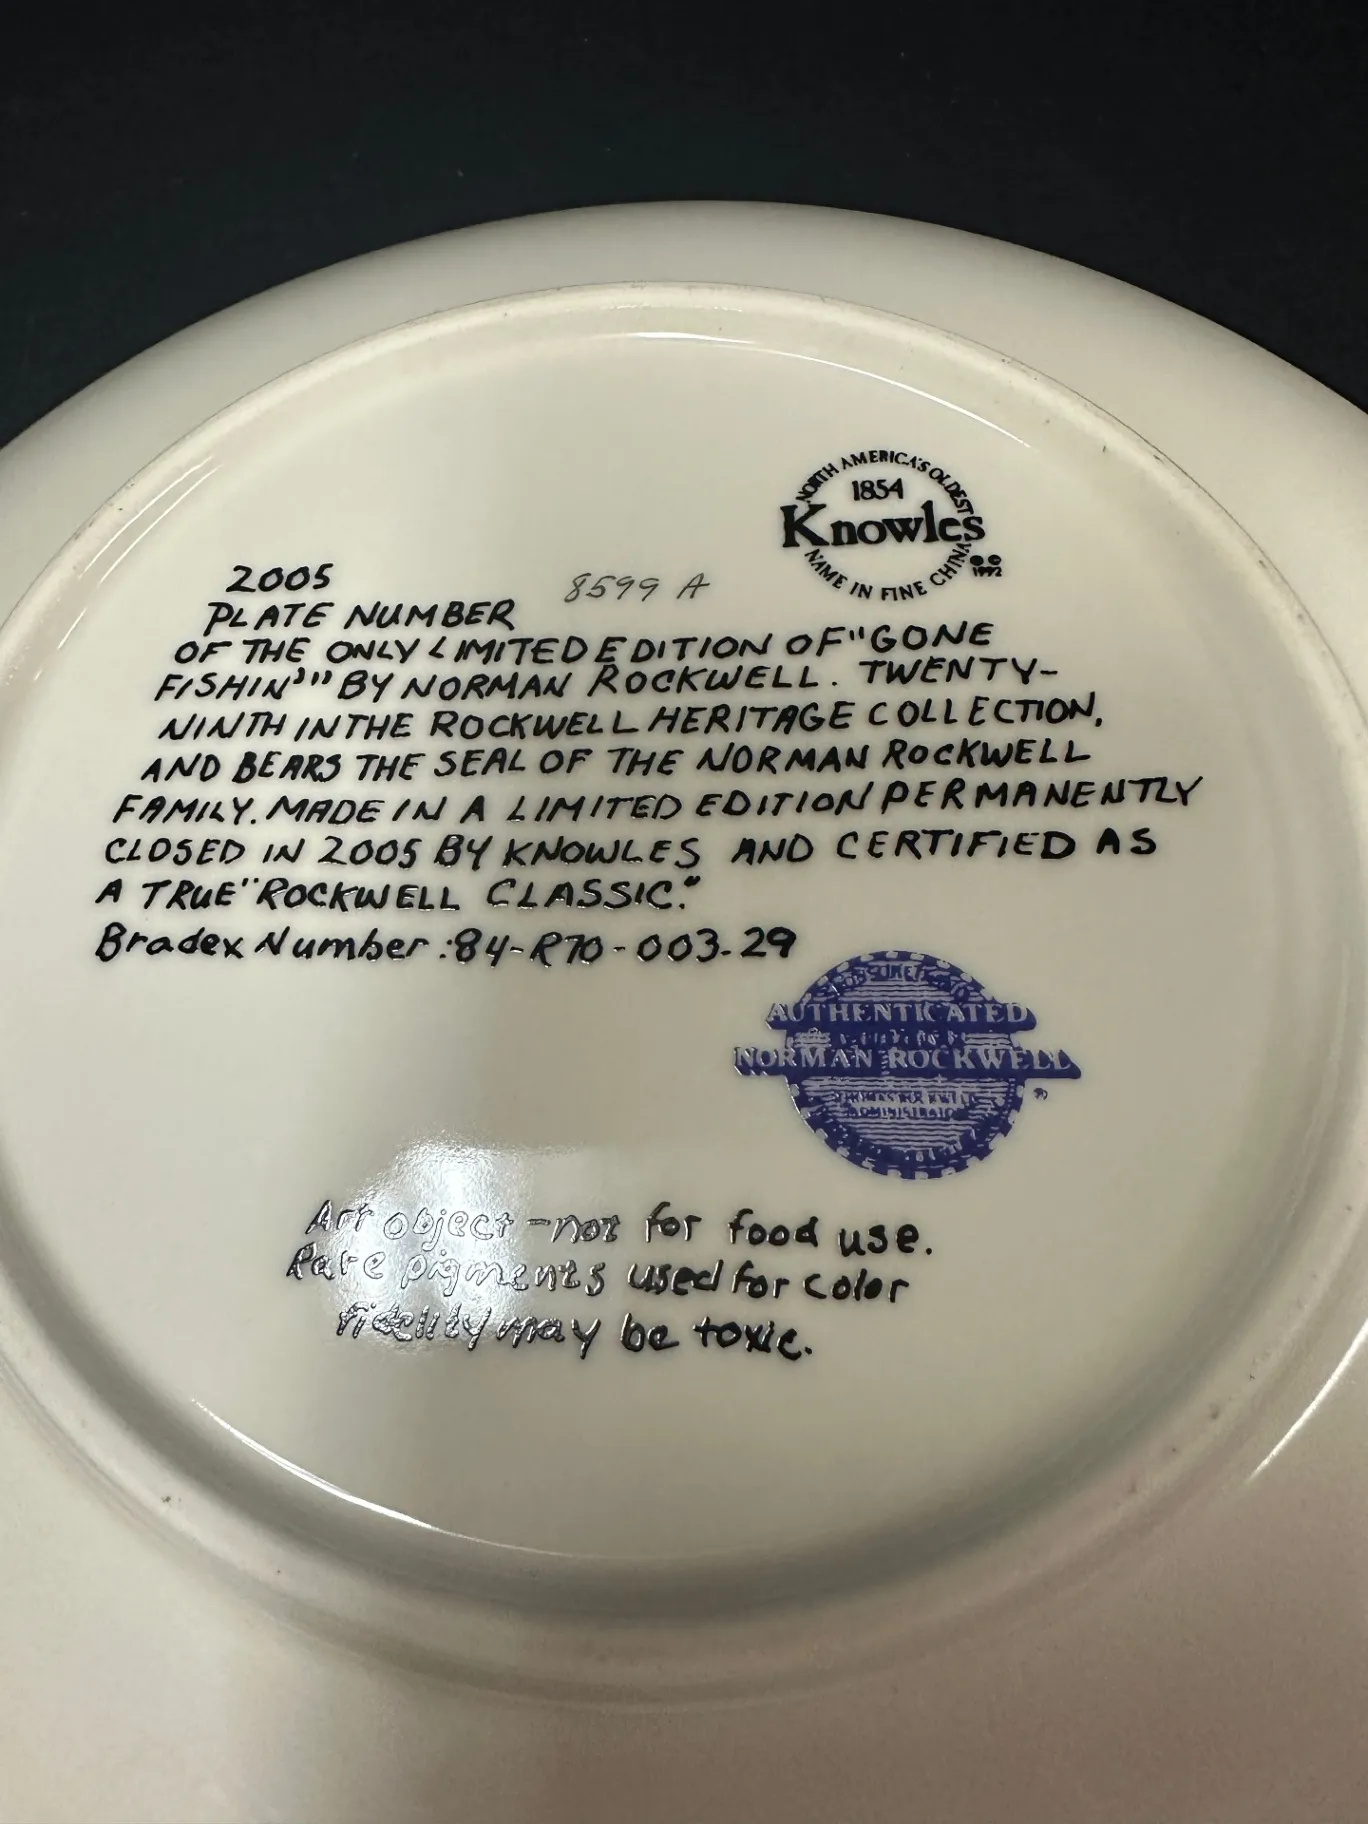 NORTH AMERICA'S OLDEST
1854
Knowles
NAME IN FINE CHINA
1992
2005
8599 A
PLATE NUMBER
OF THE ONLY LIMITED EDITION OF "GONE
FISHIN'" BY NORMAN ROCKWELL. TWENTY-
NINTH IN THE ROCKWELL HERITAGE COLLECTION,
AND BEARS THE SEAL OF THE NORMAN ROCKWELL
FAMILY. MADE IN A LIMITED EDITION PERMANENTLY
CLOSED IN 2005 BY KNOWLES AND CERTIFIED AS
A TRUE "ROCKWELL CLASSIC."
Bradex Number: 84-R70-003.29
AUTHENTICATED
NORMAN ROCKWELL
®
Art object - not for food use.
Rare pigments used for color
fidelity may be toxic.